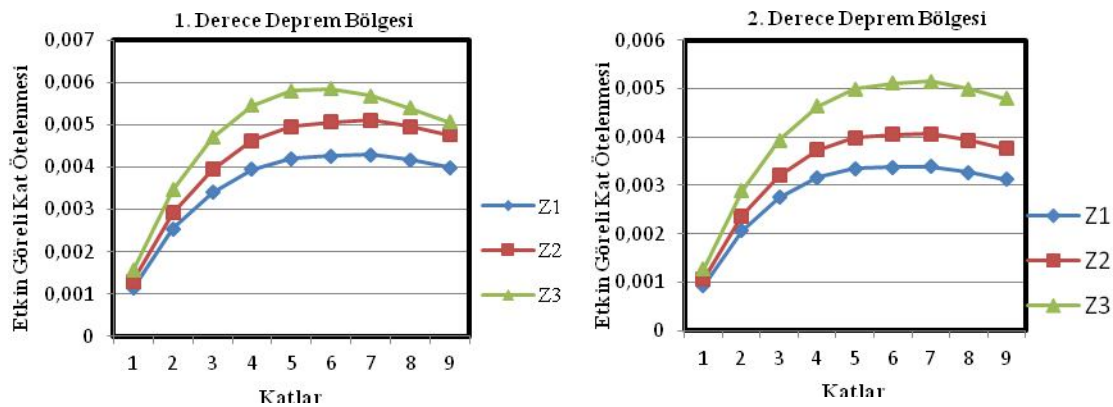 1. Derece Deprem Bölgesi
Etkin Göreli Kat Ötelenmesi
0,007
0,006
0,005
0,004
0,003
0,002
0,001
0
1 2 3 4 5 6 7 8 9
Katlar
Z1
Z2
Z3
2. Derece Deprem Bölgesi
Etkin Göreli Kat Ötelenmesi
0,006
0,005
0,004
0,003
0,002
0,001
0
1 2 3 4 5 6 7 8 9
Katlar
Z1
Z2
Z3